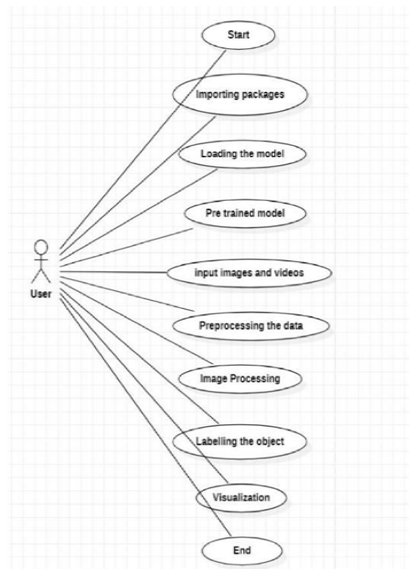 Start
Importing packages
Loading the model
Pre trained model
input images and videos
User
Preprocessing the data
Image Processing
Labelling the object
Visualization
End